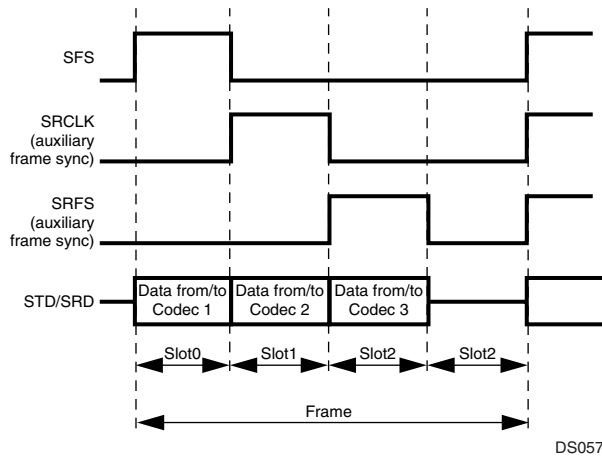 SFS
SRCLK
(auxiliary
frame sync)
SRFS
(auxiliary
frame sync)
STD/SRD
Data from/to
Codec 1
Data from/to
Codec 2
Data from/to
Codec 3
Slot0
Slot1
Slot2
Slot2
Frame
DS057